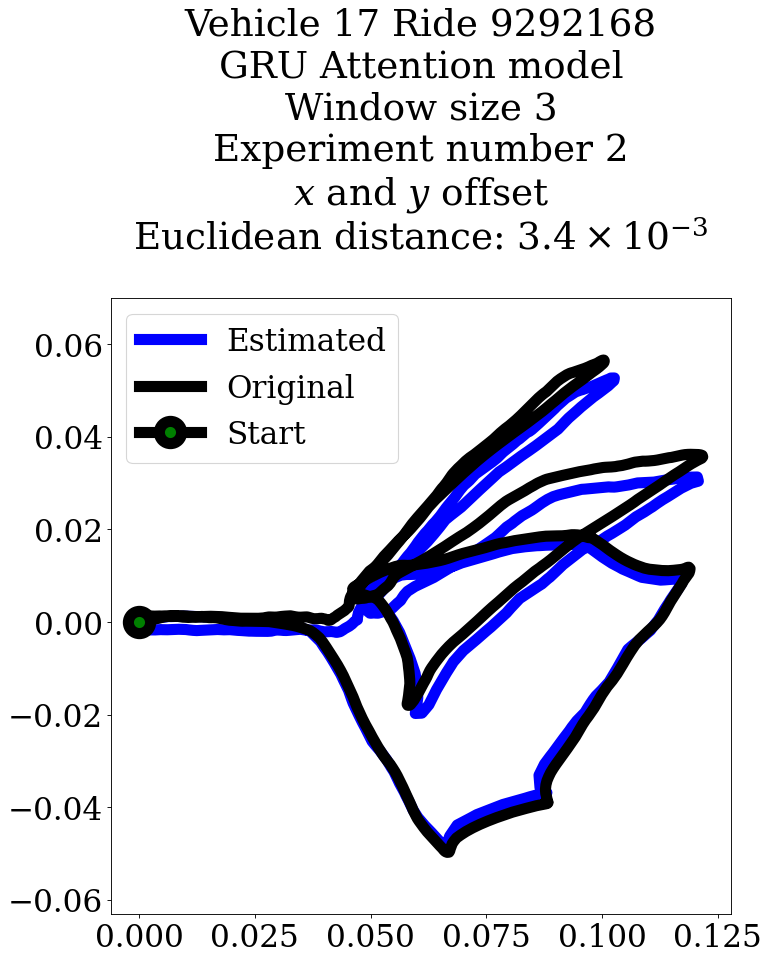 Vehicle 17 Ride 9292168
GRU Attention model
Window size 3
Experiment number 2
x and y offset
Euclidean distance: 3.4 × 10⁻³
Estimated
Original
Start
0.06
0.04
0.02
0.00
−0.02
−0.04
−0.06
0.000 0.025 0.050 0.075 0.100 0.125